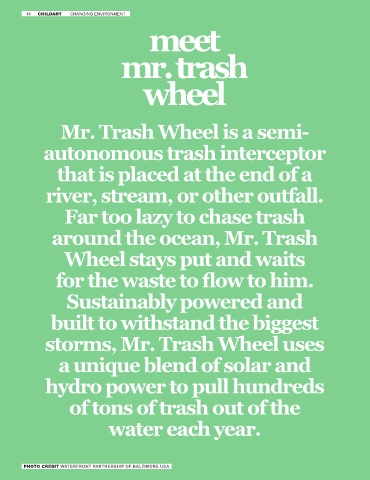 14 CHILDART CHANGING ENVIRONMENT
meet
mr. trash
wheel
Mr. Trash Wheel is a semi-
autonomous trash interceptor
that is placed at the end of a
river, stream, or other outfall.
Far too lazy to chase trash
around the ocean, Mr. Trash
Wheel stays put and waits
for the waste to flow to him.
Sustainably powered and
built to withstand the biggest
storms, Mr. Trash Wheel uses
a unique blend of solar and
hydro power to pull hundreds
of tons of trash out of the
water each year.
PHOTO CREDIT WATERFRONT PARTNERSHIP OF BALTIMORE USA